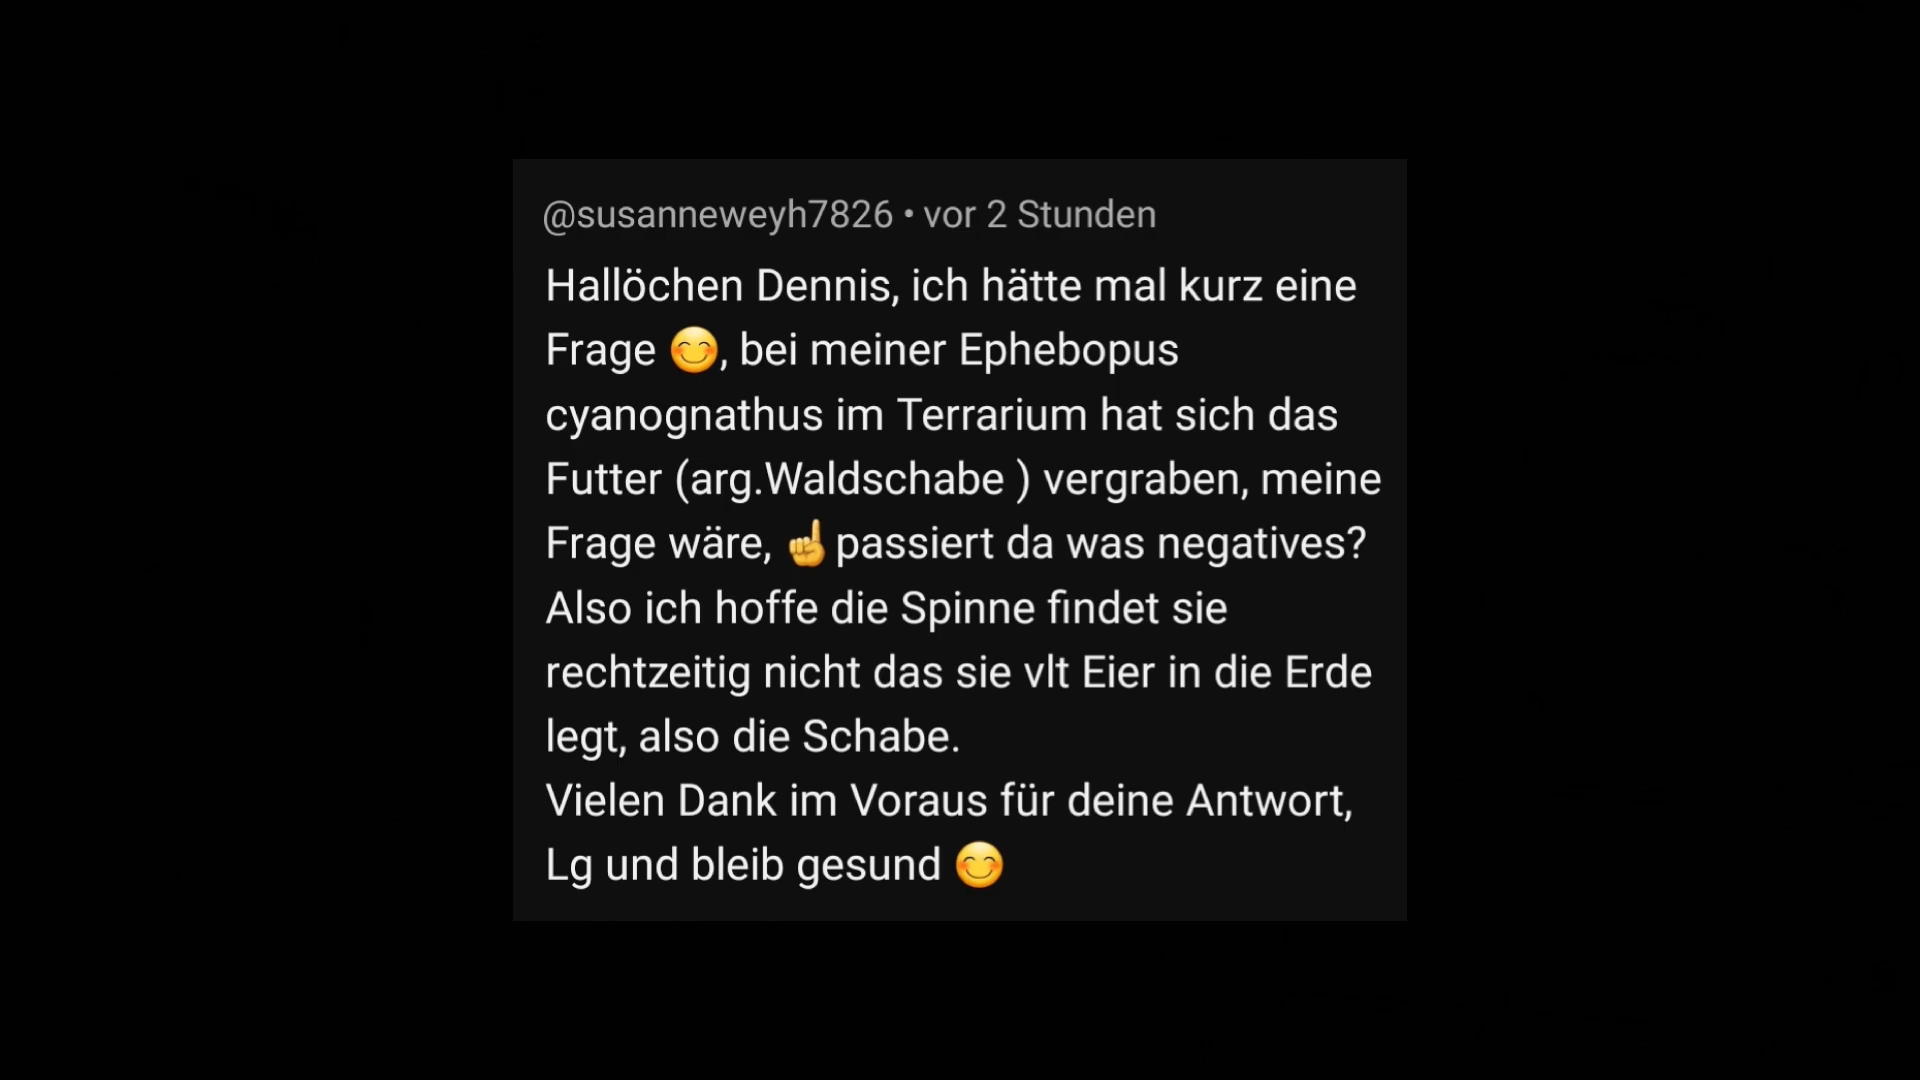 @susanneweyh7826 • vor 2 Stunden
Hallöchen Dennis, ich hätte mal kurz eine
Frage 😊, bei meiner Ephebopus
cyanognathus im Terrarium hat sich das
Futter (arg.Waldschabe ) vergraben, meine
Frage wäre, ☝️passiert da was negatives?
Also ich hoffe die Spinne findet sie
rechtzeitig nicht das sie vlt Eier in die Erde
legt, also die Schabe.
Vielen Dank im Voraus für deine Antwort,
Lg und bleib gesund 😊